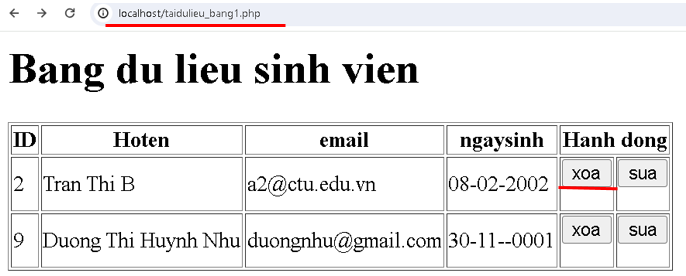 localhost/taidulieu_bang1.php
Bang du lieu sinh vien
ID Hoten email ngaysinh Hanh dong
2 Tran Thi B a2@ctu.edu.vn 08-02-2002 xoa sua
9 Duong Thi Huynh Nhu duongnhu@gmail.com 30-11--0001 xoa sua